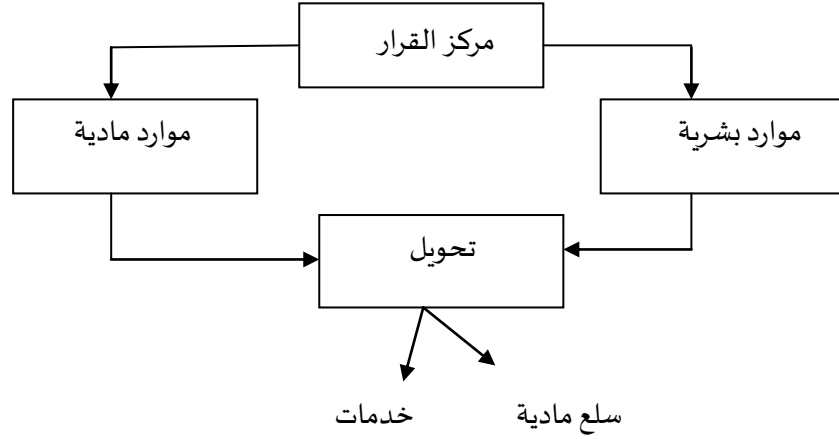 مركز القرار
موارد بشرية
موارد مادية
تحويل
سلع مادية
خدمات